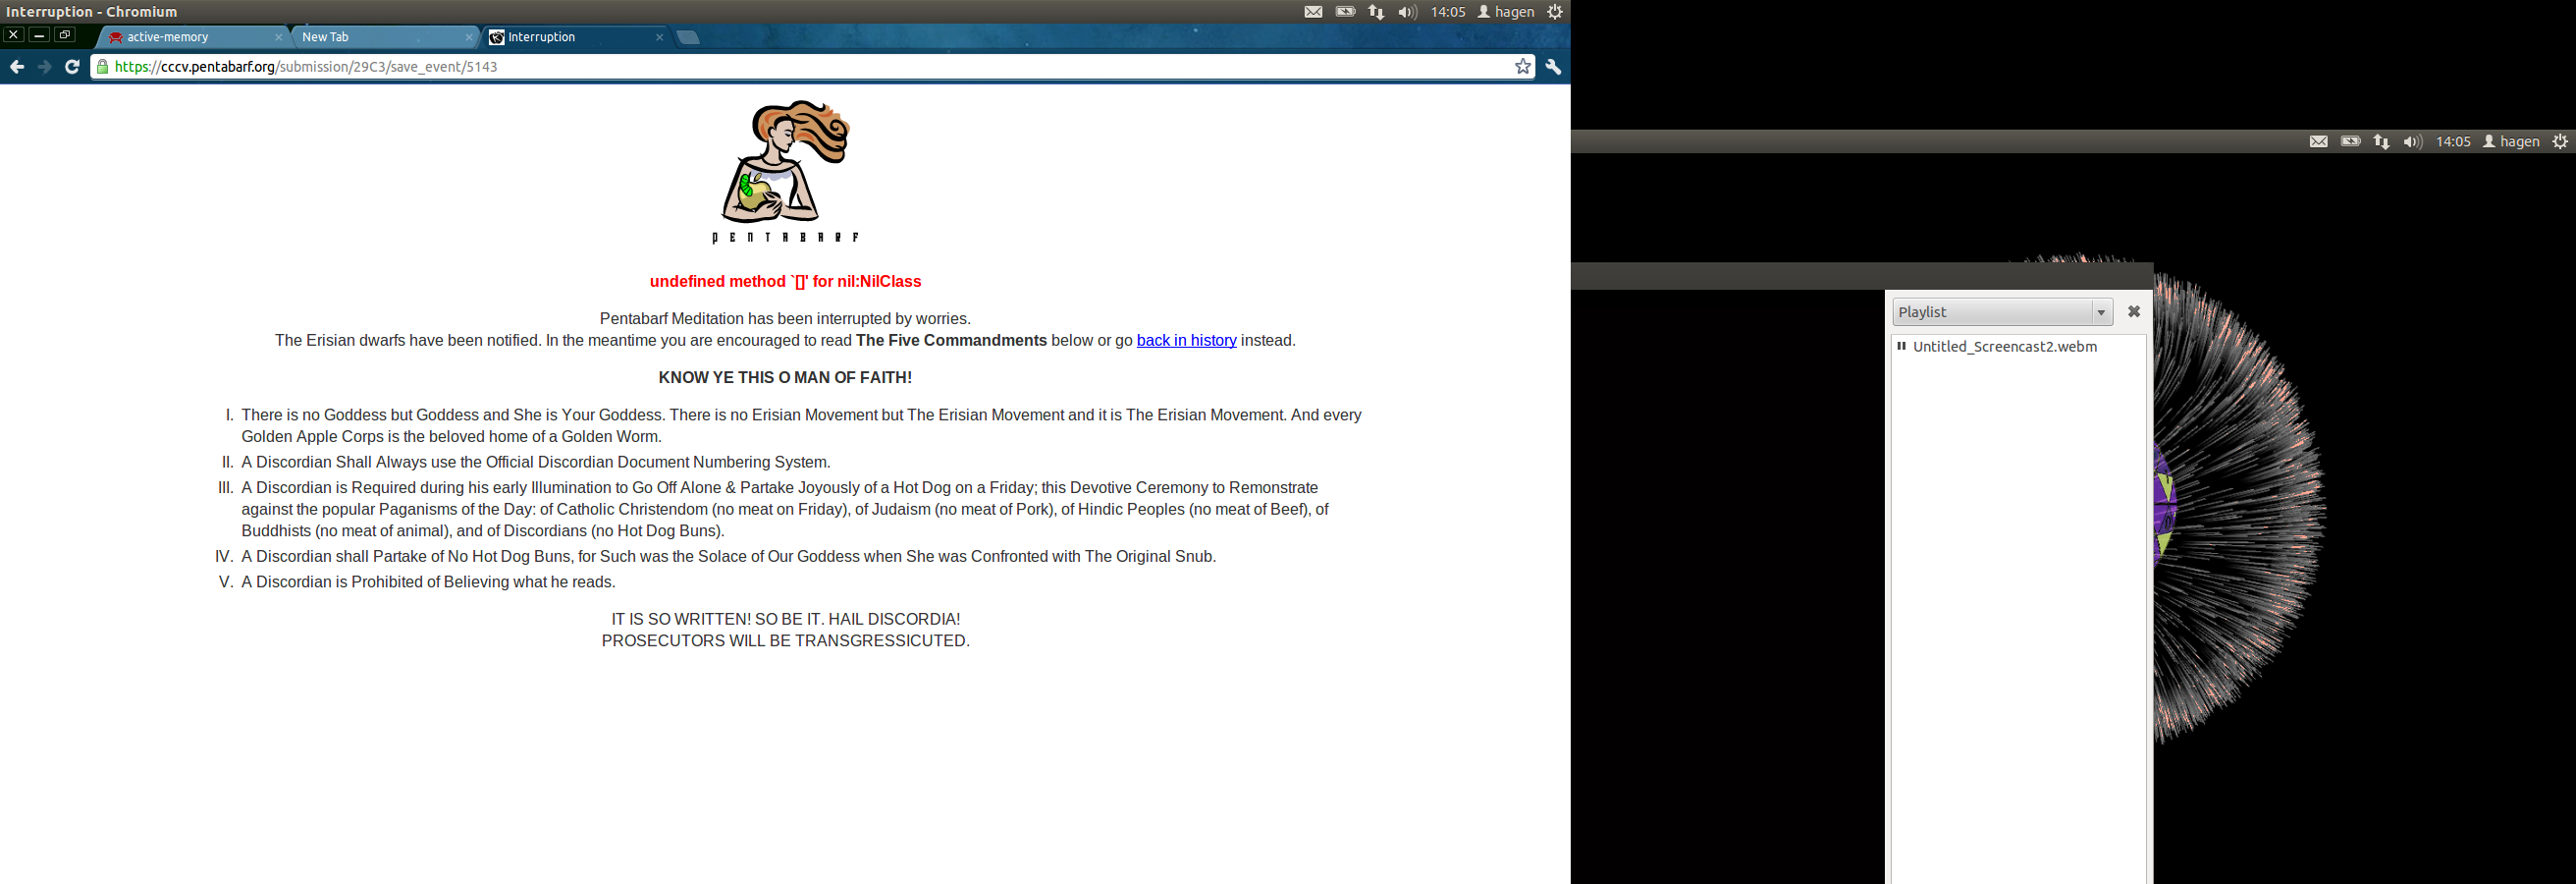 Interruption - Chromium
14:05 hagen
active-memory
New Tab
Interruption
https://cccv.pentabarf.org/submission/29C3/save_event/5143
PENTABARF
undefined method `[]' for nil:NilClass
Pentabarf Meditation has been interrupted by worries.
The Erisian dwarfs have been notified. In the meantime you are encouraged to read The Five Commandments below or go back in history instead.
KNOW YE THIS O MAN OF FAITH!
I. There is no Goddess but Goddess and She is Your Goddess. There is no Erisian Movement but The Erisian Movement and it is The Erisian Movement. And every
Golden Apple Corps is the beloved home of a Golden Worm.
II. A Discordian Shall Always use the Official Discordian Document Numbering System.
III. A Discordian is Required during his early Illumination to Go Off Alone & Partake Joyously of a Hot Dog on a Friday; this Devotive Ceremony to Remonstrate
against the popular Paganisms of the Day: of Catholic Christendom (no meat on Friday), of Judaism (no meat of Pork), of Hindic Peoples (no meat of Beef), of
Buddhists (no meat of animal), and of Discordians (no Hot Dog Buns).
IV. A Discordian shall Partake of No Hot Dog Buns, for Such was the Solace of Our Goddess when She was Confronted with The Original Snub.
V. A Discordian is Prohibited of Believing what he reads.
IT IS SO WRITTEN! SO BE IT. HAIL DISCORDIA!
PROSECUTORS WILL BE TRANSGRESSICUTED.
14:05 hagen
Playlist
Untitled_Screencast2.webm